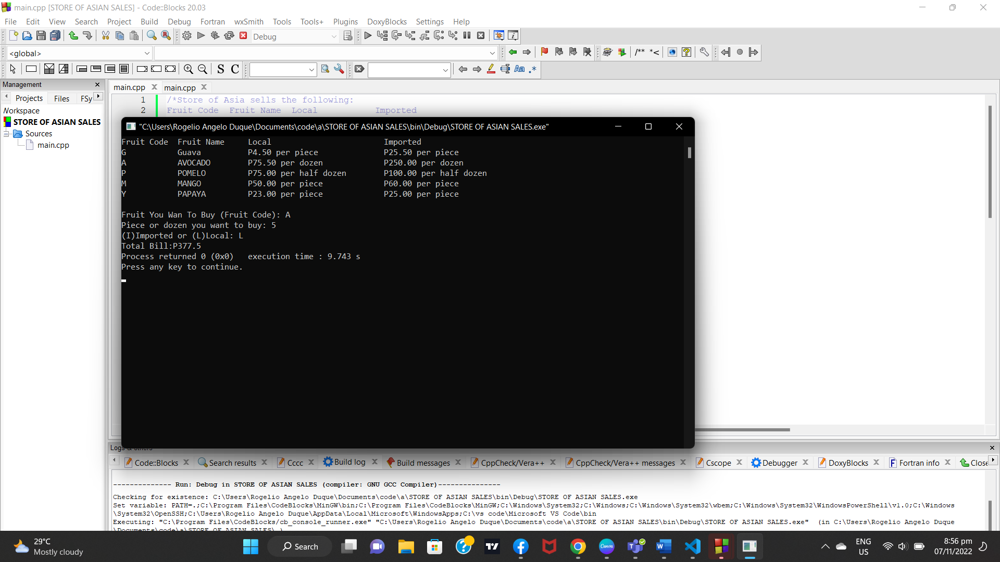 main.cpp [STORE OF ASIAN SALES] - Code::Blocks 20.03
File Edit View Search Project Build Debug Fortran wxSmith Tools Tools+ Plugins DoxyBlocks Settings Help
Debug
<global>
/** *<
S C
Aa .*
Management
main.cpp main.cpp
Projects Files FSy
Workspace
STORE OF ASIAN SALES
Sources
main.cpp
1 /*Store of Asia sells the following:
2 Fruit Code Fruit Name Local Imported
"C:\Users\Rogelio Angelo Duque\Documents\code\a\STORE OF ASIAN SALES\bin\Debug\STORE OF ASIAN SALES.exe"
Fruit Code Fruit Name Local Imported
G Guava P4.50 per piece P25.50 per piece
A AVOCADO P75.50 per dozen P250.00 per dozen
P POMELO P75.00 per half dozen P100.00 per half dozen
M MANGO P50.00 per piece P60.00 per piece
Y PAPAYA P23.00 per piece P25.00 per piece
Fruit You Wan To Buy (Fruit Code): A
Piece or dozen you want to buy: 5
(I)Imported or (L)Local: L
Total Bill:P377.5
Process returned 0 (0x0) execution time : 9.743 s
Press any key to continue.
Logs & others
Code::Blocks Search results Cccc Build log Build messages CppCheck/Vera++ CppCheck/Vera++ messages Cscope Debugger DoxyBlocks Fortran info Close
-------------- Run: Debug in STORE OF ASIAN SALES (compiler: GNU GCC Compiler)---------------
Checking for existence: C:\Users\Rogelio Angelo Duque\Documents\code\a\STORE OF ASIAN SALES\bin\Debug\STORE OF ASIAN SALES.exe
Set variable: PATH=.;C:\Program Files\CodeBlocks\MinGW\bin;C:\Program Files\CodeBlocks\MinGW;C:\Windows\System32;C:\Windows;C:\Windows\System32\wbem;C:\Windows\System32\WindowsPowerShell\v1.0;C:\Windows
\System32\OpenSSH;C:\Users\Rogelio Angelo Duque\AppData\Local\Microsoft\WindowsApps;C:\vs code\Microsoft VS Code\bin
Executing: "C:\Program Files\CodeBlocks/cb_console_runner.exe" "C:\Users\Rogelio Angelo Duque\Documents\code\a\STORE OF ASIAN SALES\bin\Debug\STORE OF ASIAN SALES.exe" (in C:\Users\Rogelio Angelo Duque
\Documents\code\a\STORE OF ASIAN SALES\.)
29°C
Mostly cloudy
Search
Canva
ENG
US
8:56 pm
07/11/2022